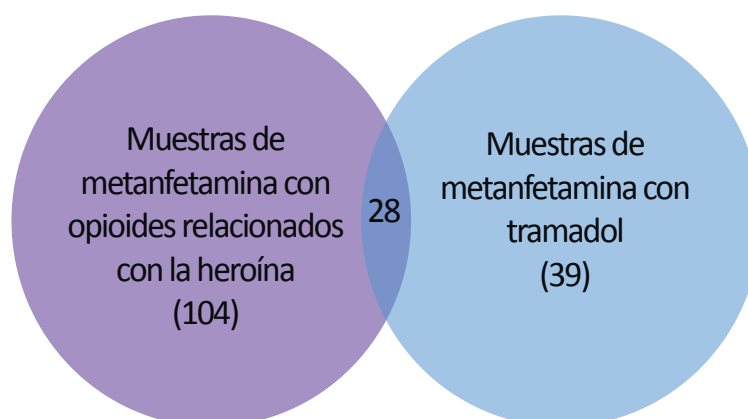 Muestras de
metanfetamina con
opioides relacionados
con la heroína
(104)
28
Muestras de
metanfetamina con
tramadol
(39)